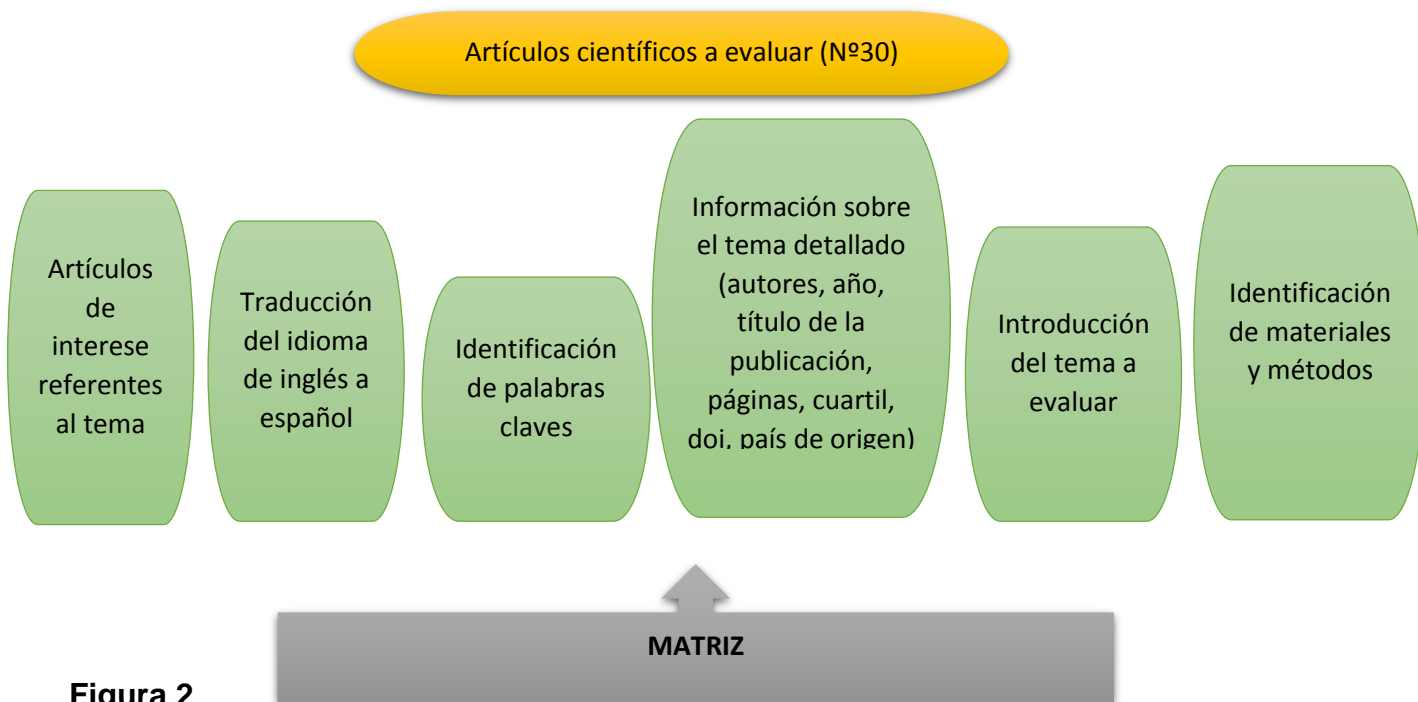 Artículos científicos a evaluar (Nº30)
Artículos
de
interese
referentes
al tema
Traducción
del idioma
de inglés a
español
Identificación
de palabras
claves
Información sobre
el tema detallado
(autores, año,
título de la
publicación,
páginas, cuartil,
doi, país de origen)
Introducción
del tema a
evaluar
Identificación
de materiales
y métodos
MATRIZ
Figura 2